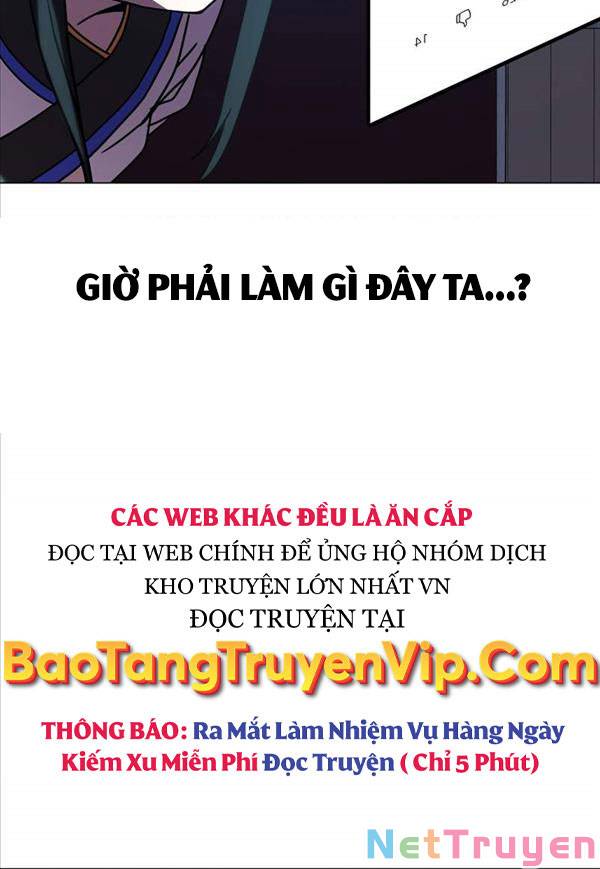 14
GIỜ PHẢI LÀM GÌ ĐÂY TA...?
CÁC WEB KHÁC ĐỀU LÀ ĂN CẮP
ĐỌC TẠI WEB CHÍNH ĐỂ ỦNG HỘ NHÓM DỊCH
KHO TRUYỆN LỚN NHẤT VN
ĐỌC TRUYỆN TẠI
BaoTangTruyenVip.Com
THÔNG BÁO: Ra Mắt Làm Nhiệm Vụ Hàng Ngày
Kiếm Xu Miễn Phí Đọc Truyện ( Chỉ 5 Phút)
NetTruyen